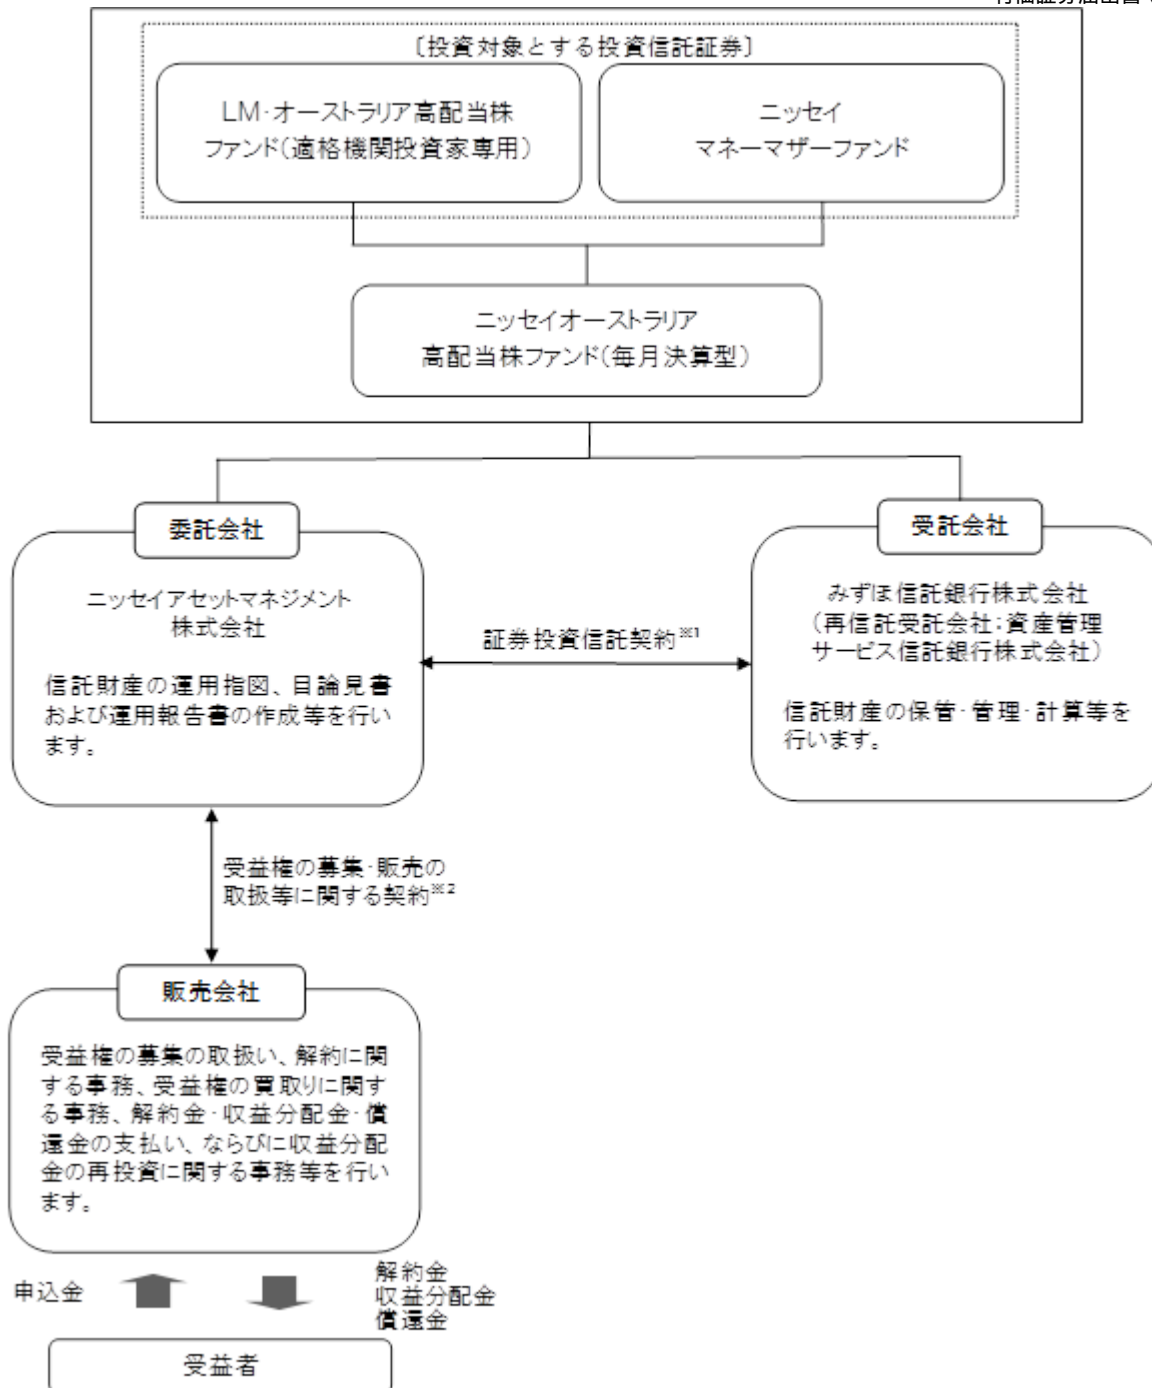 〔投資対象とする投資信託証券〕
LM・オーストラリア高配当株
ファンド(適格機関投資家専用)
ニッセイ
マネーマザーファンド
ニッセイオーストラリア
高配当株ファンド(毎月決算型)
委託会社
ニッセイアセットマネジメント
株式会社
信託財産の運用指図、目論見書
および運用報告書の作成等を行い
ます。
証券投資信託契約※1
受託会社
みずほ信託銀行株式会社
(再信託受託会社:資産管理
サービス信託銀行株式会社)
信託財産の保管・管理・計算等を
行います。
受益権の募集・販売の
取扱等に関する契約※2
販売会社
受益権の募集の取扱い、解約に関
する事務、受益権の買取りに関す
る事務、解約金・収益分配金・償
還金の支払い、ならびに収益分配
金の再投資に関する事務等を行い
ます。
申込金
解約金
収益分配金
償還金
受益者